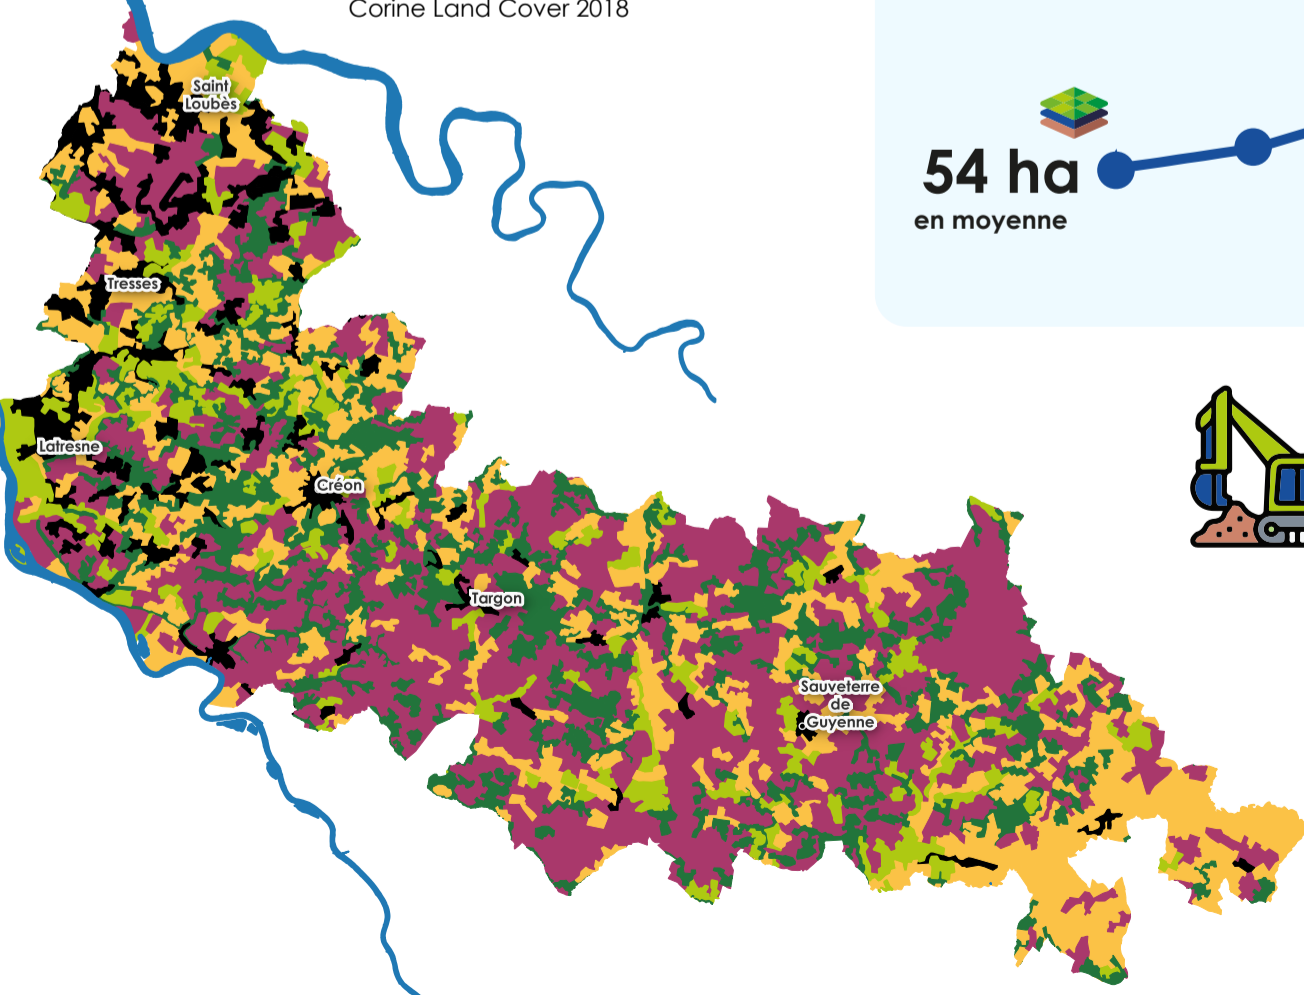 Corine Land Cover 2018
Saint
Loubès
54 ha
en moyenne
Tresses
Latresne
Créon
Targon
Sauveterre
de
Guyenne